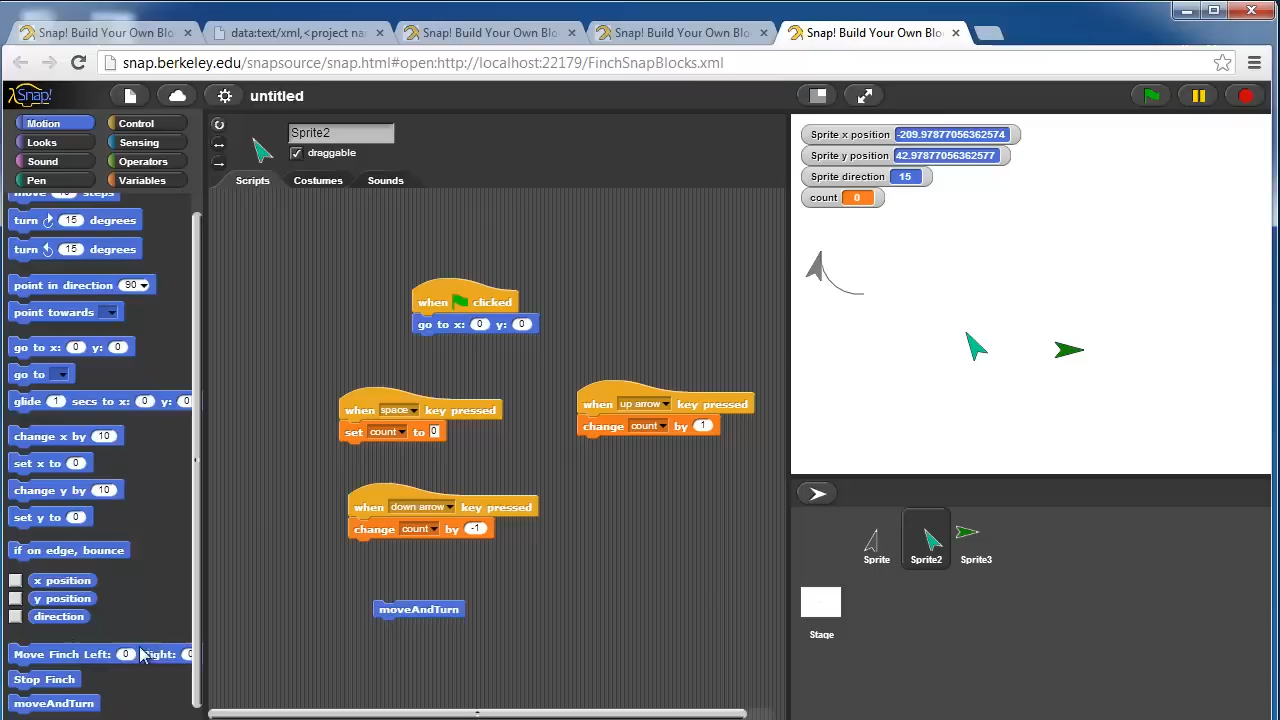 Snap! Build Your Own Blo
data:text/xml,<project nar
Snap! Build Your Own Blo
Snap! Build Your Own Blo
Snap! Build Your Own Blo
snap.berkeley.edu/snapsource/snap.html#open:http://localhost:22179/FinchSnapBlocks.xml
Snap!
untitled
Motion
Control
Looks
Sensing
Sound
Operators
Pen
Variables
Sprite2
draggable
Scripts
Costumes
Sounds
move 10 steps
turn 15 degrees
turn 15 degrees
point in direction 90
point towards
go to x: 0 y: 0
go to
glide 1 secs to x: 0 y: 0
change x by 10
set x to 0
change y by 10
set y to 0
if on edge, bounce
x position
y position
direction
Move Finch Left: 0 Right: 0
Stop Finch
moveAndTurn
when clicked
go to x: 0 y: 0
when space key pressed
set count to 0
when up arrow key pressed
change count by 1
when down arrow key pressed
change count by -1
moveAndTurn
Sprite x position -209.97877056362574
Sprite y position 42.97877056362577
Sprite direction 15
count 0
Sprite
Sprite2
Sprite3
Stage